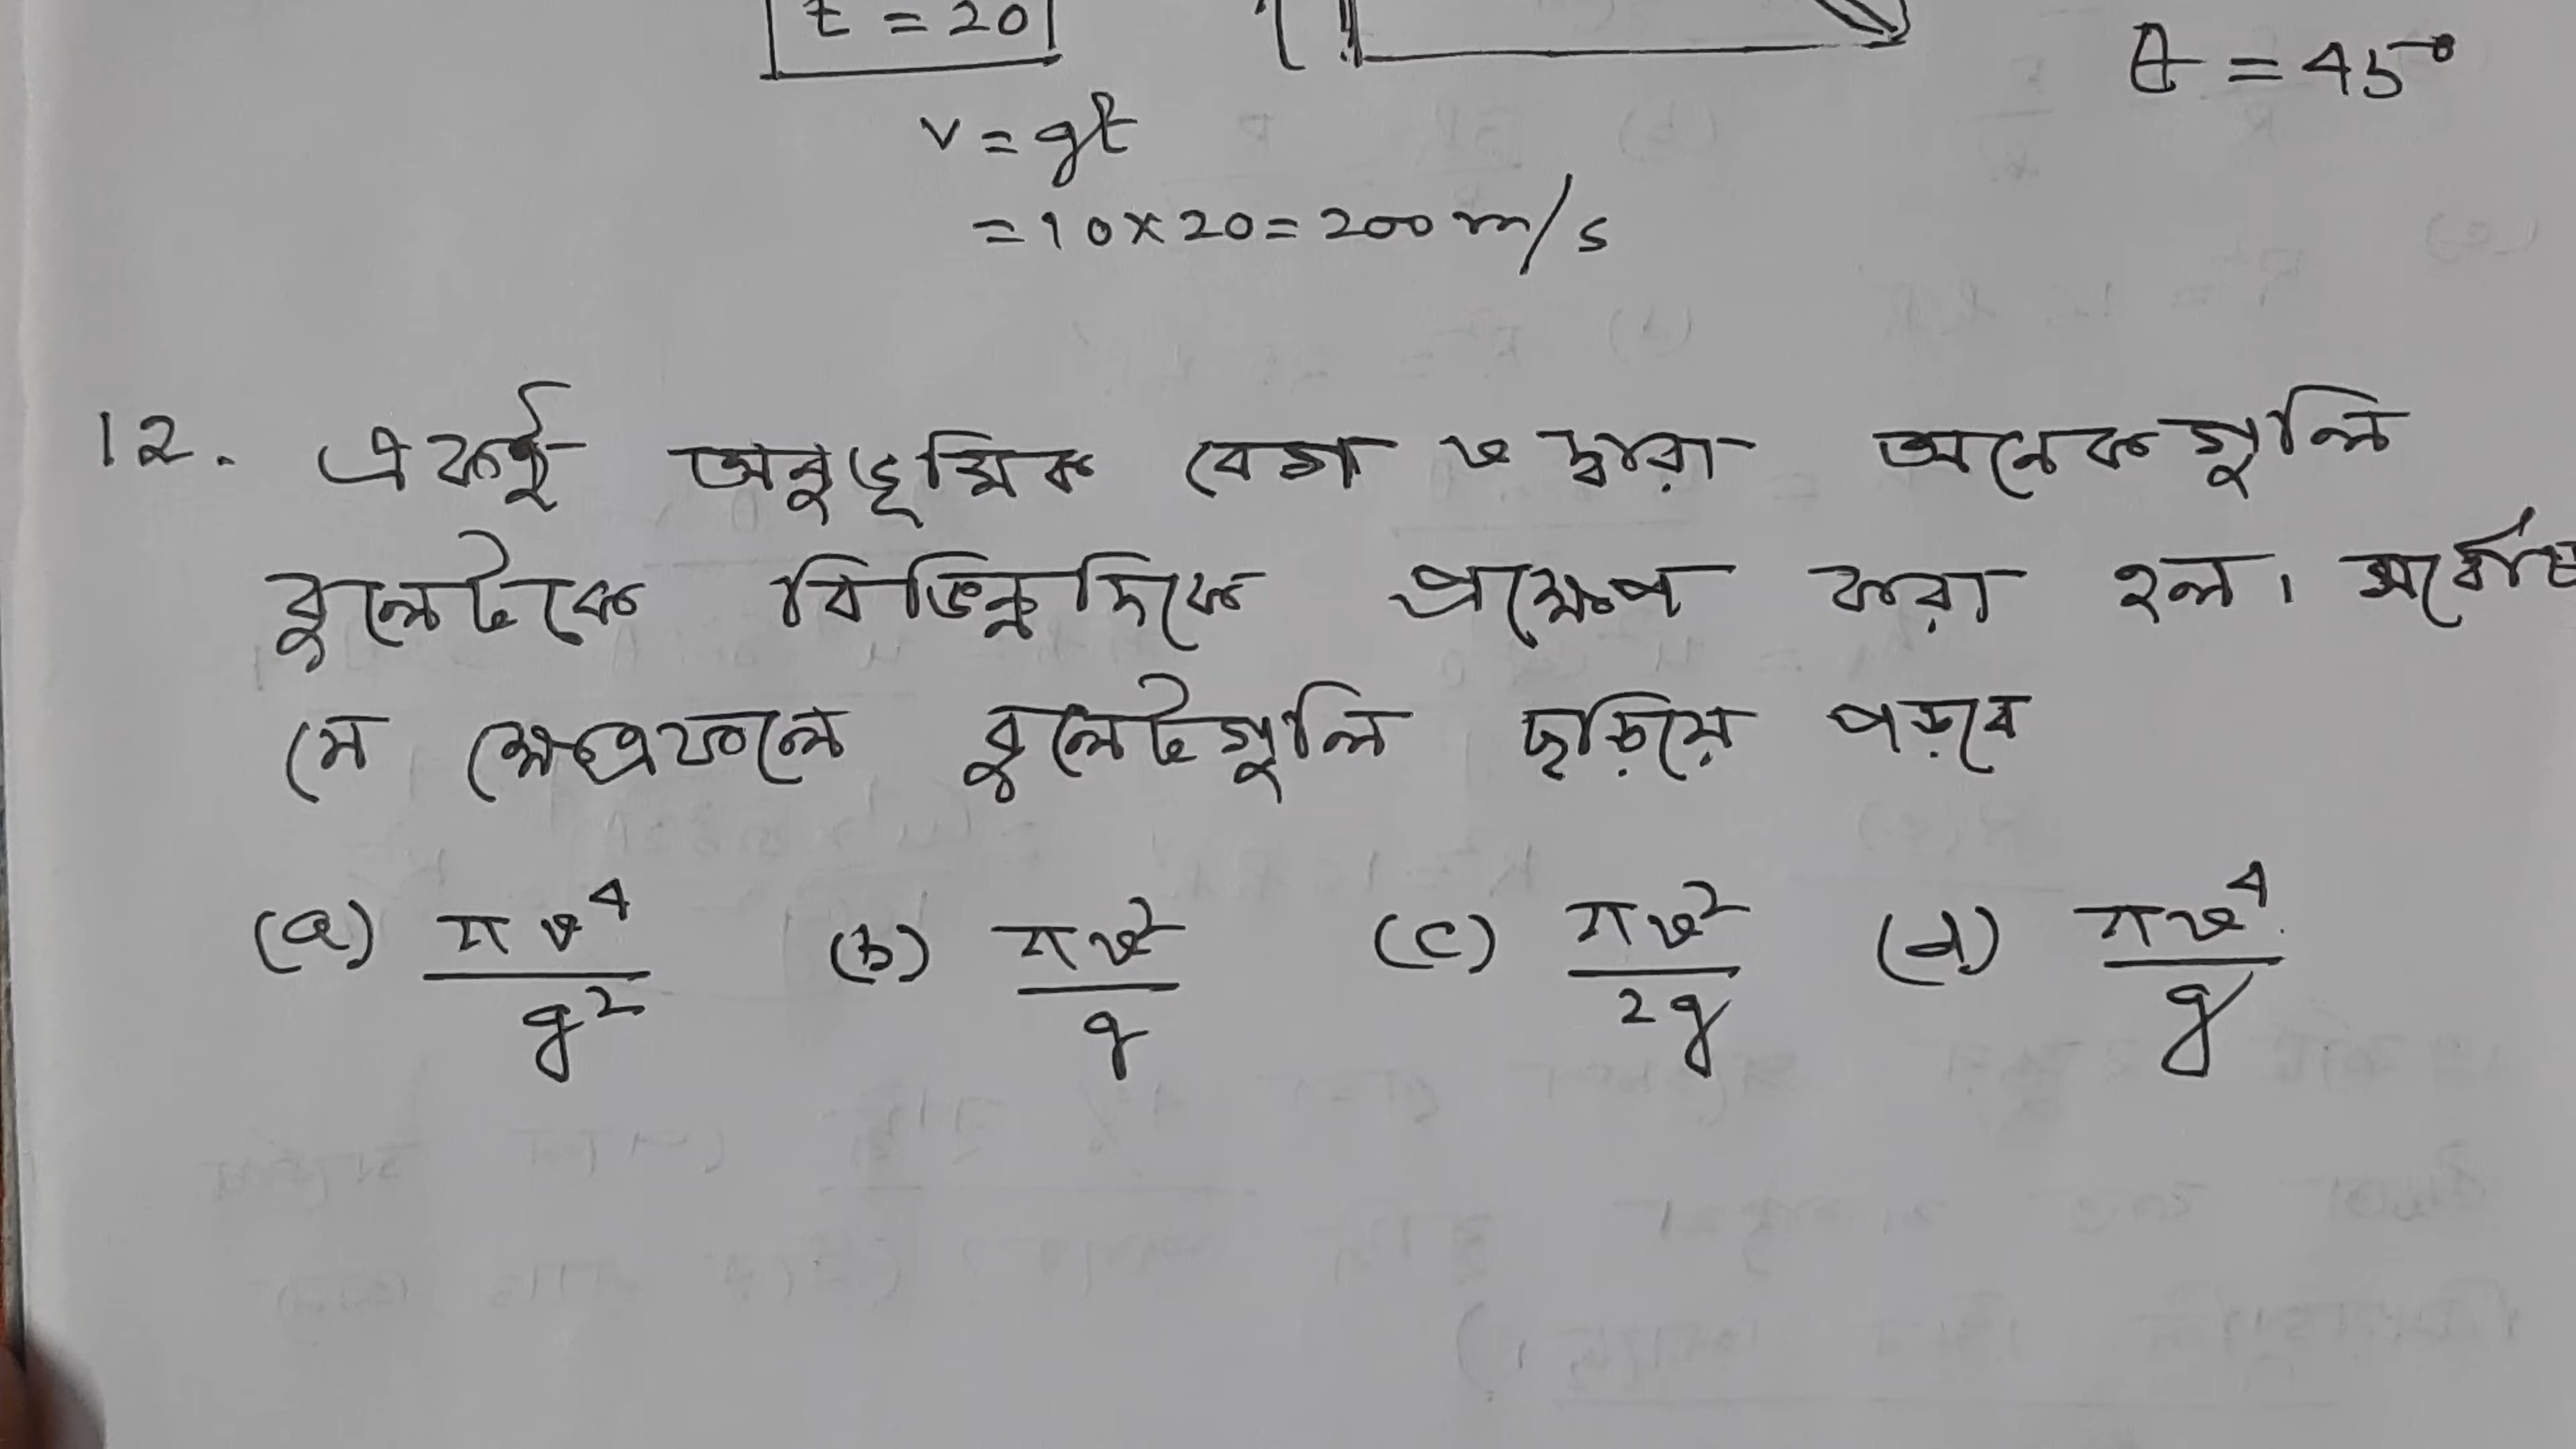 t = 20
θ = 45°
v = gt
= 10 × 20 = 200 m/s
12. একই অনুভূমিক বেগ v দ্বারা অনেকগুলি
বুলেটকে বিভিন্নদিকে প্রক্ষেপ করা হল। সর্বোচ্চ
যে ক্ষেত্রফলে বুলেটগুলি ছড়িয়ে পড়বে
(a) πv⁴/g² (b) πv²/g (c) πv²/2g (d) πv⁴/g